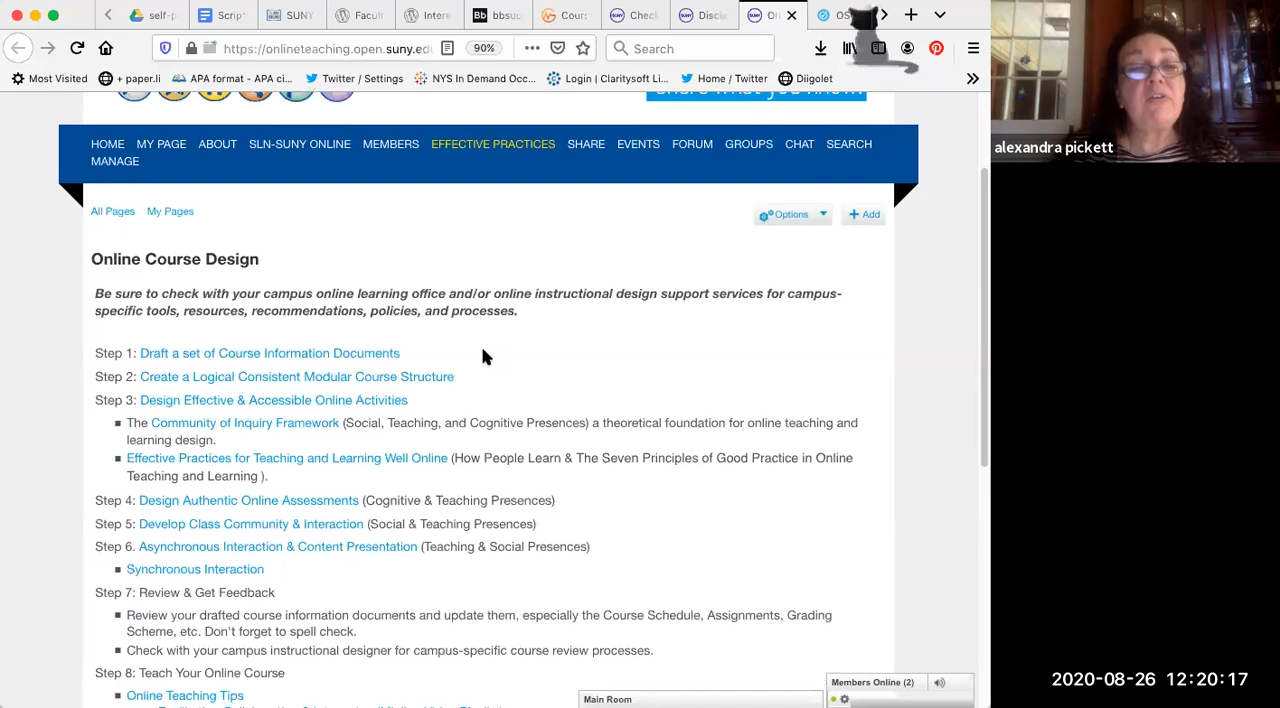 self-p
Script
SUNY
Facult
Intere
bbsu
Cours
Check
Discip
On
OS
https://onlineteaching.open.suny.edu
90%
Search
Most Visited
+ paper.li
APA format - APA ci...
Twitter / Settings
NYS In Demand Occ...
Login | Claritysoft Li...
Home / Twitter
Diigolet
alexandra pickett
HOME MY PAGE ABOUT SLN-SUNY ONLINE MEMBERS EFFECTIVE PRACTICES SHARE EVENTS FORUM GROUPS CHAT SEARCH
MANAGE
All Pages My Pages
Options
+ Add
Online Course Design
Be sure to check with your campus online learning office and/or online instructional design support services for campus-
specific tools, resources, recommendations, policies, and processes.
Step 1: Draft a set of Course Information Documents
Step 2: Create a Logical Consistent Modular Course Structure
Step 3: Design Effective & Accessible Online Activities
The Community of Inquiry Framework (Social, Teaching, and Cognitive Presences) a theoretical foundation for online teaching and
learning design.
Effective Practices for Teaching and Learning Well Online (How People Learn & The Seven Principles of Good Practice in Online
Teaching and Learning ).
Step 4: Design Authentic Online Assessments (Cognitive & Teaching Presences)
Step 5: Develop Class Community & Interaction (Social & Teaching Presences)
Step 6. Asynchronous Interaction & Content Presentation (Teaching & Social Presences)
Synchronous Interaction
Step 7: Review & Get Feedback
Review your drafted course information documents and update them, especially the Course Schedule, Assignments, Grading
Scheme, etc. Don't forget to spell check.
Check with your campus instructional designer for campus-specific course review processes.
Step 8: Teach Your Online Course
Online Teaching Tips
Members Online (2)
Main Room
2020-08-26 12:20:17